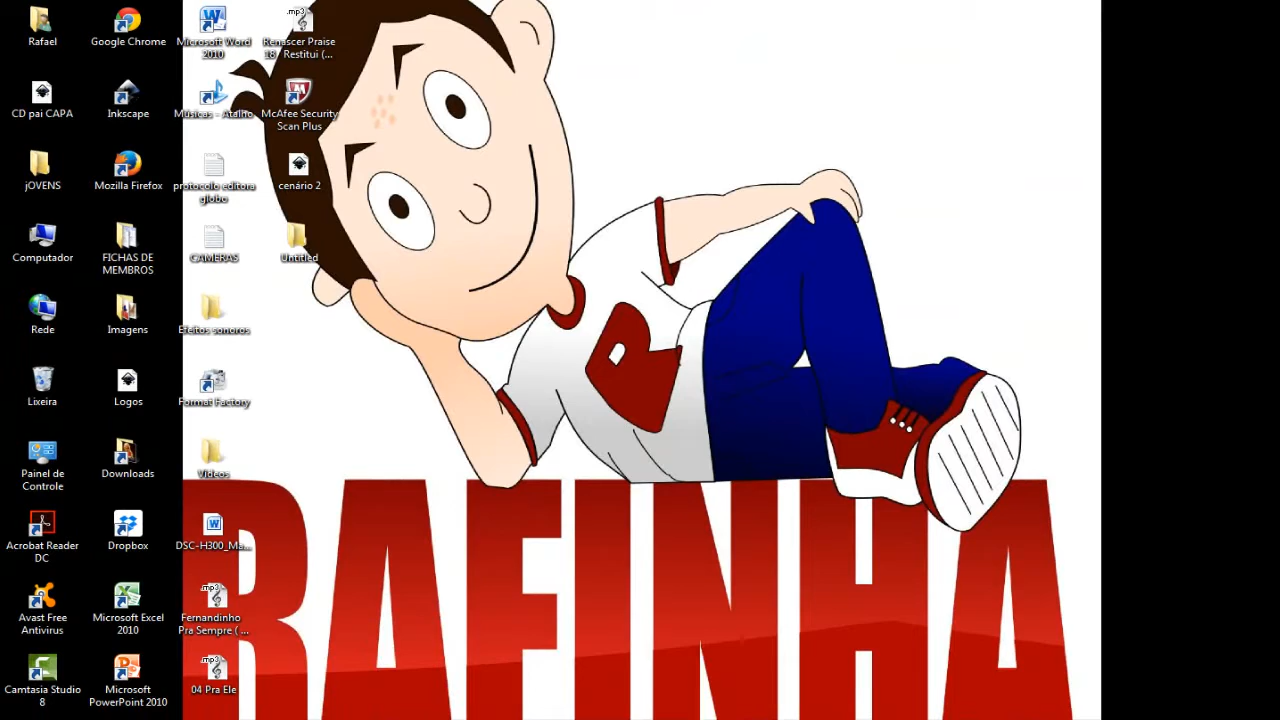 Rafael
CD pai CAPA
jOVENS
Computador
Rede
Lixeira
Painel de
Controle
Acrobat Reader
DC
Avast Free
Antivirus
Camtasia Studio
8
Google Chrome
Inkscape
Mozilla Firefox
FICHAS DE
MEMBROS
Imagens
Logos
Downloads
Dropbox
Microsoft Excel
2010
Microsoft
PowerPoint 2010
Microsoft Word
2010
Músicas - Atalho
protocolo editora
globo
CAMERAS
Efeitos sonoros
Format Factory
Vídeos
DSC-H300_Ma...
.mp3
Fernandinho
Pra Sempre ( ...
.mp3
04 Pra Ele
.mp3
Renascer Praise
18 - Restitui (...
McAfee Security
Scan Plus
cenário 2
Untitled
R
RAFINHA